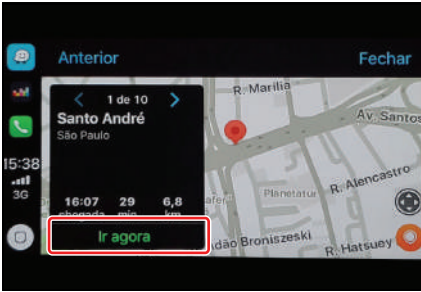 Anterior
Fechar
1 de 10
Santo André
São Paulo
16:07 29 6,8
chegada min km
Ir agora
15:38
3G
R. Marília
Av. Santos
Planetatur
R. Alencastro
dão Broniszeski
R. Hatsuey